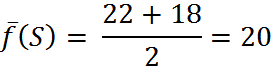 f̄(S) = (22 + 18)/2 = 20